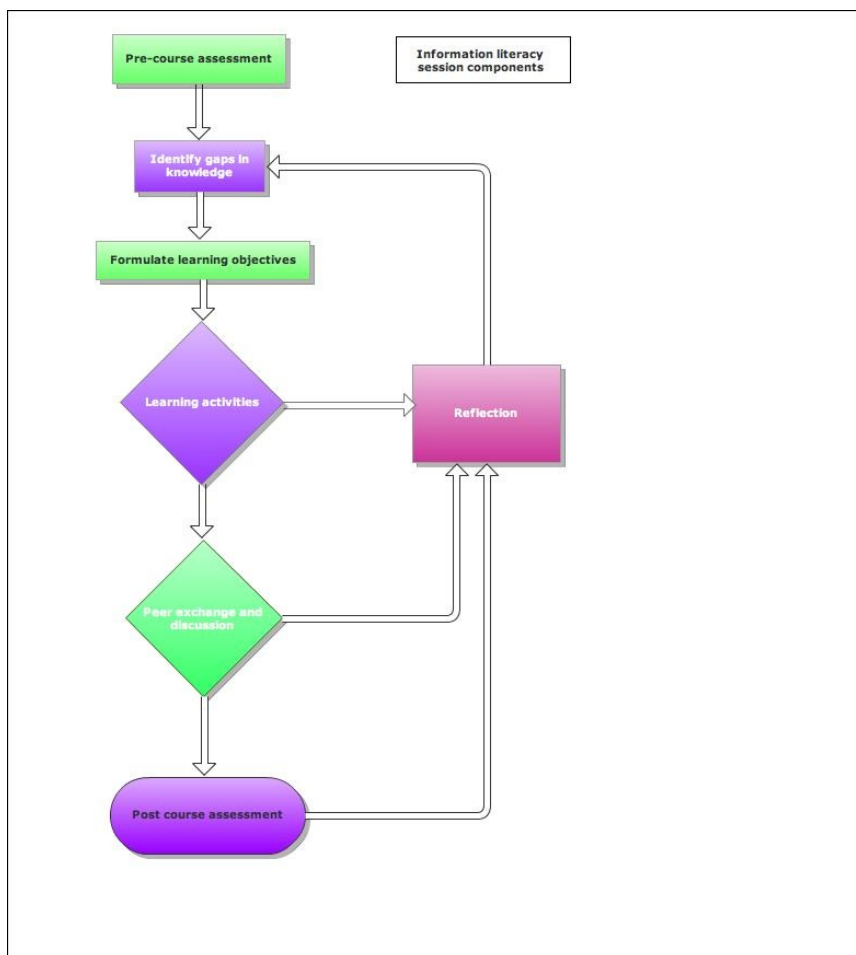 Pre-course assessment
Information literacy
session components
Identify gaps in
knowledge
Formulate learning objectives
Learning activities
Reflection
Peer exchange and
discussion
Post course assessment